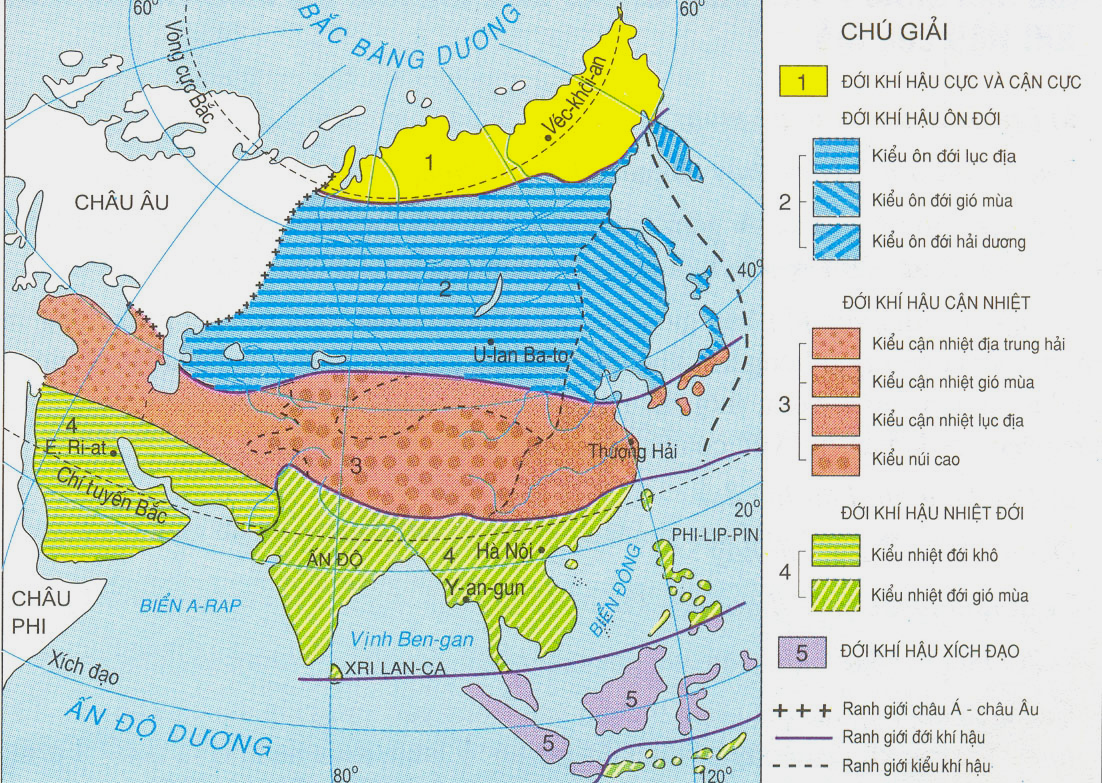 60°
60°
BẮC BĂNG DƯƠNG
Vòng cực Bắc
Véc-khôi-an
1
CHÂU ÂU
2
40°
U-lan Ba-to
4
E. Ri-at
3
Thượng Hải
Chí tuyến Bắc
20°
PHI-LIP-PIN
ẤN ĐỘ
4
Hà Nội
Y-an-gun
BIỂN ĐÔNG
CHÂU
PHI
BIỂN A-RAP
Vịnh Ben-gan
XRI LAN-CA
Xích đạo
5
5
ẤN ĐỘ DƯƠNG
80°
120°
CHÚ GIẢI
1 ĐỚI KHÍ HẬU CỰC VÀ CẬN CỰC
ĐỚI KHÍ HẬU ÔN ĐỚI
Kiểu ôn đới lục địa
2 Kiểu ôn đới gió mùa
Kiểu ôn đới hải dương
ĐỚI KHÍ HẬU CẬN NHIỆT
Kiểu cận nhiệt địa trung hải
Kiểu cận nhiệt gió mùa
3
Kiểu cận nhiệt lục địa
Kiểu núi cao
ĐỚI KHÍ HẬU NHIỆT ĐỚI
Kiểu nhiệt đới khô
4
Kiểu nhiệt đới gió mùa
5 ĐỚI KHÍ HẬU XÍCH ĐẠO
Ranh giới châu Á - châu Âu
Ranh giới đới khí hậu
Ranh giới kiểu khí hậu